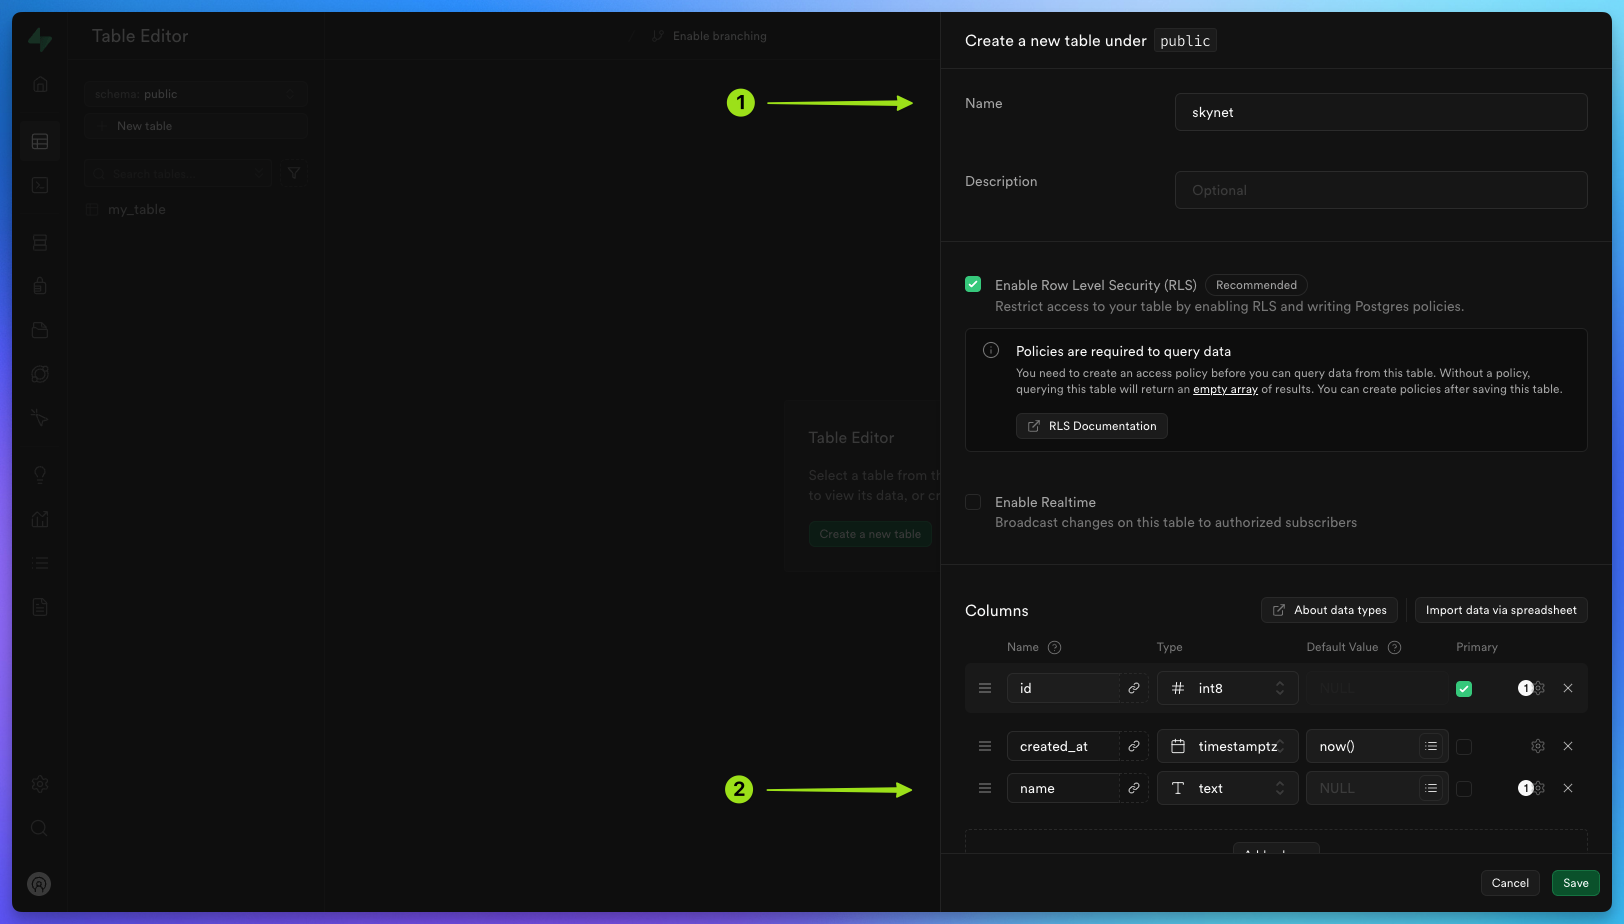 Table Editor
Enable branching
schema: public
New table
Search tables...
my_table
Table Editor
Select a table from th
to view its data, or cr
Create a new table
1
2
Create a new table under public
Name
skynet
Description
Optional
Enable Row Level Security (RLS) Recommended
Restrict access to your table by enabling RLS and writing Postgres policies.
Policies are required to query data
You need to create an access policy before you can query data from this table. Without a policy,
querying this table will return an empty array of results. You can create policies after saving this table.
RLS Documentation
Enable Realtime
Broadcast changes on this table to authorized subscribers
Columns About data types Import data via spreadsheet
Name Type Default Value Primary
id int8 NULL 1
created_at timestamptz now()
name text NULL 1
Cancel Save